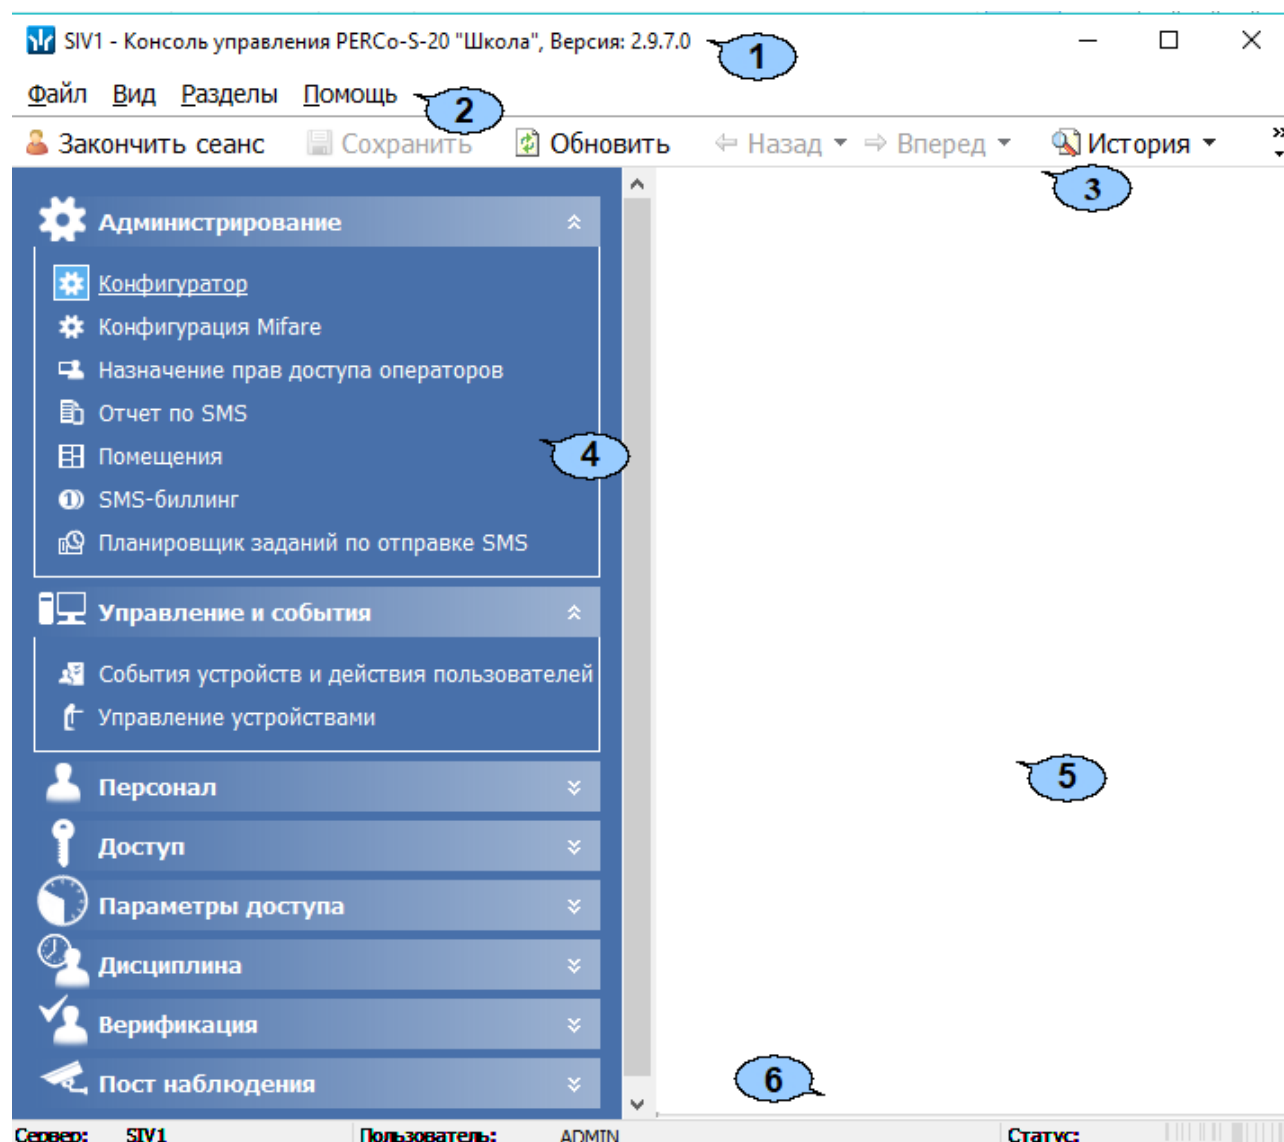 SIV1 - Консоль управления PERCo-S-20 "Школа", Версия: 2.9.7.0
1
Файл Вид Разделы Помощь
2
Закончить сеанс Сохранить Обновить Назад Вперед История
3
Администрирование
Конфигуратор
Конфигурация Mifare
Назначение прав доступа операторов
Отчет по SMS
4
Помещения
SMS-биллинг
Планировщик заданий по отправке SMS
Управление и события
События устройств и действия пользователей
Управление устройствами
5
Персонал
Доступ
Параметры доступа
Дисциплина
Верификация
Пост наблюдения
6
Сервер: SIV1 Пользователь: ADMIN Статус: